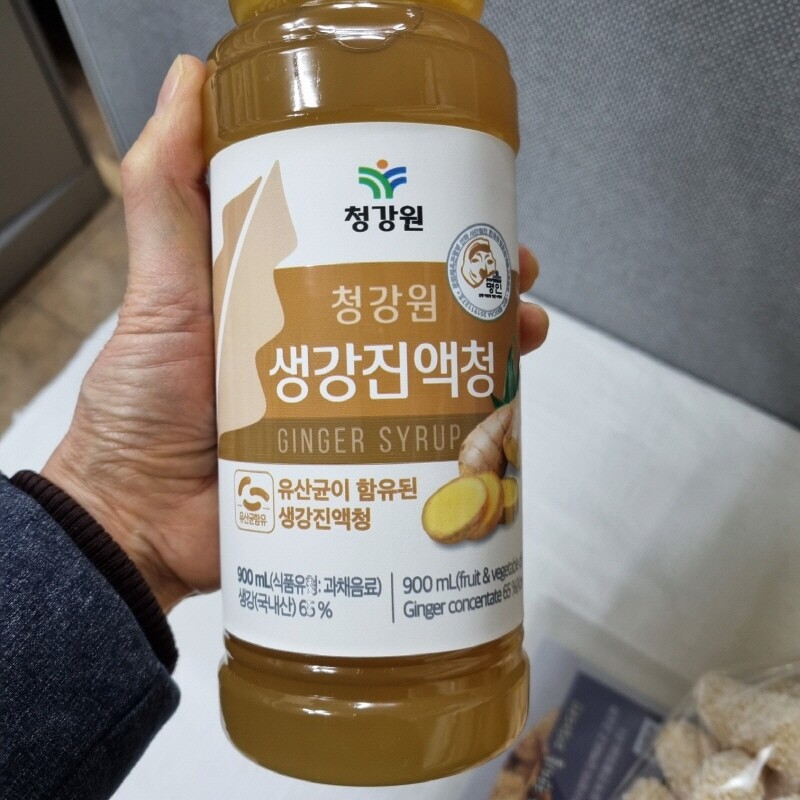 청강원
명인
청강원
생강진액청
GINGER SYRUP
유산균함유
유산균이 함유된
생강진액청
900 mL(식품유형: 과채음료)
생강(국내산) 65 %
900 mL(fruit & vegetable
Ginger concentate 65 %